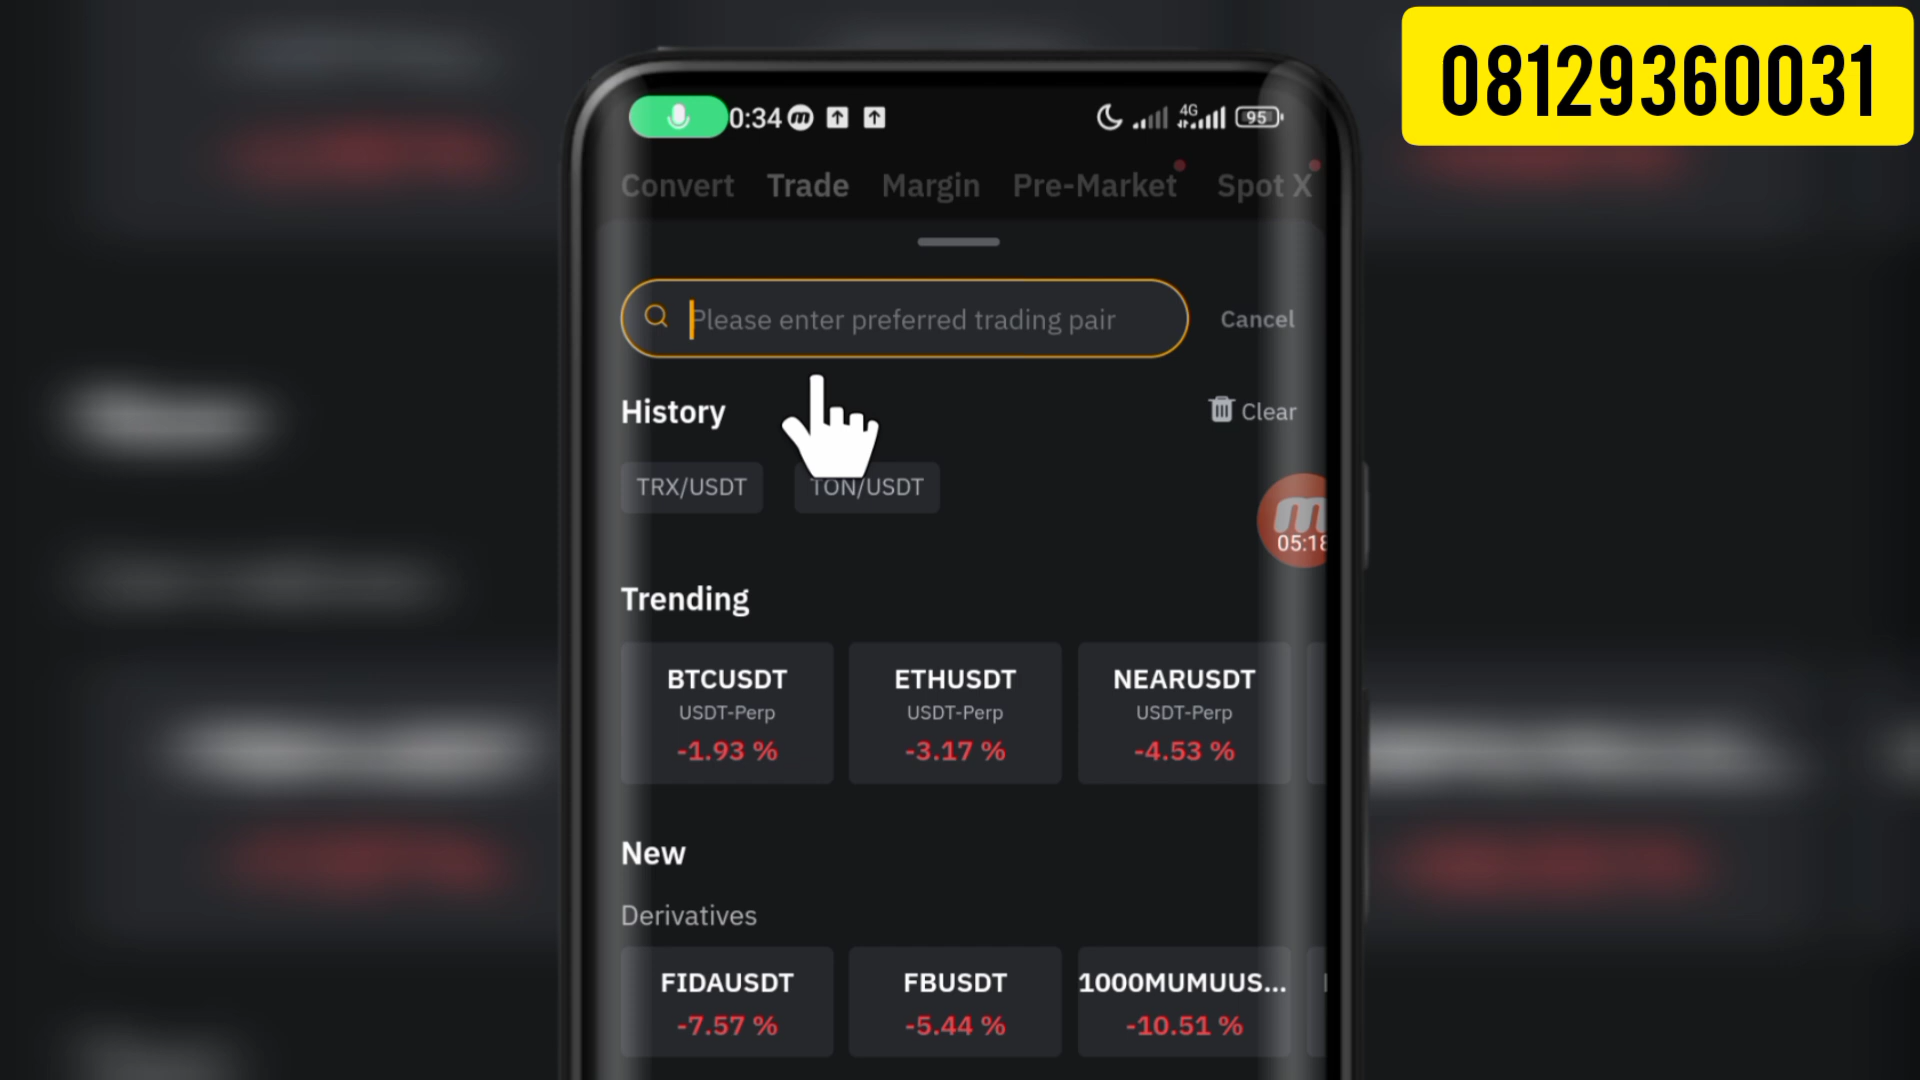 08129360031
0:34
4G
95
Convert Trade Margin Pre-Market Spot X
Please enter preferred trading pair
Cancel
History
Clear
TRX/USDT TON/USDT
05:18
Trending
BTCUSDT ETHUSDT NEARUSDT
USDT-Perp USDT-Perp USDT-Perp
-1.93 % -3.17 % -4.53 %
New
Derivatives
FIDAUSDT FBUSDT 1000MUMUUS...
-7.57 % -5.44 % -10.51 %